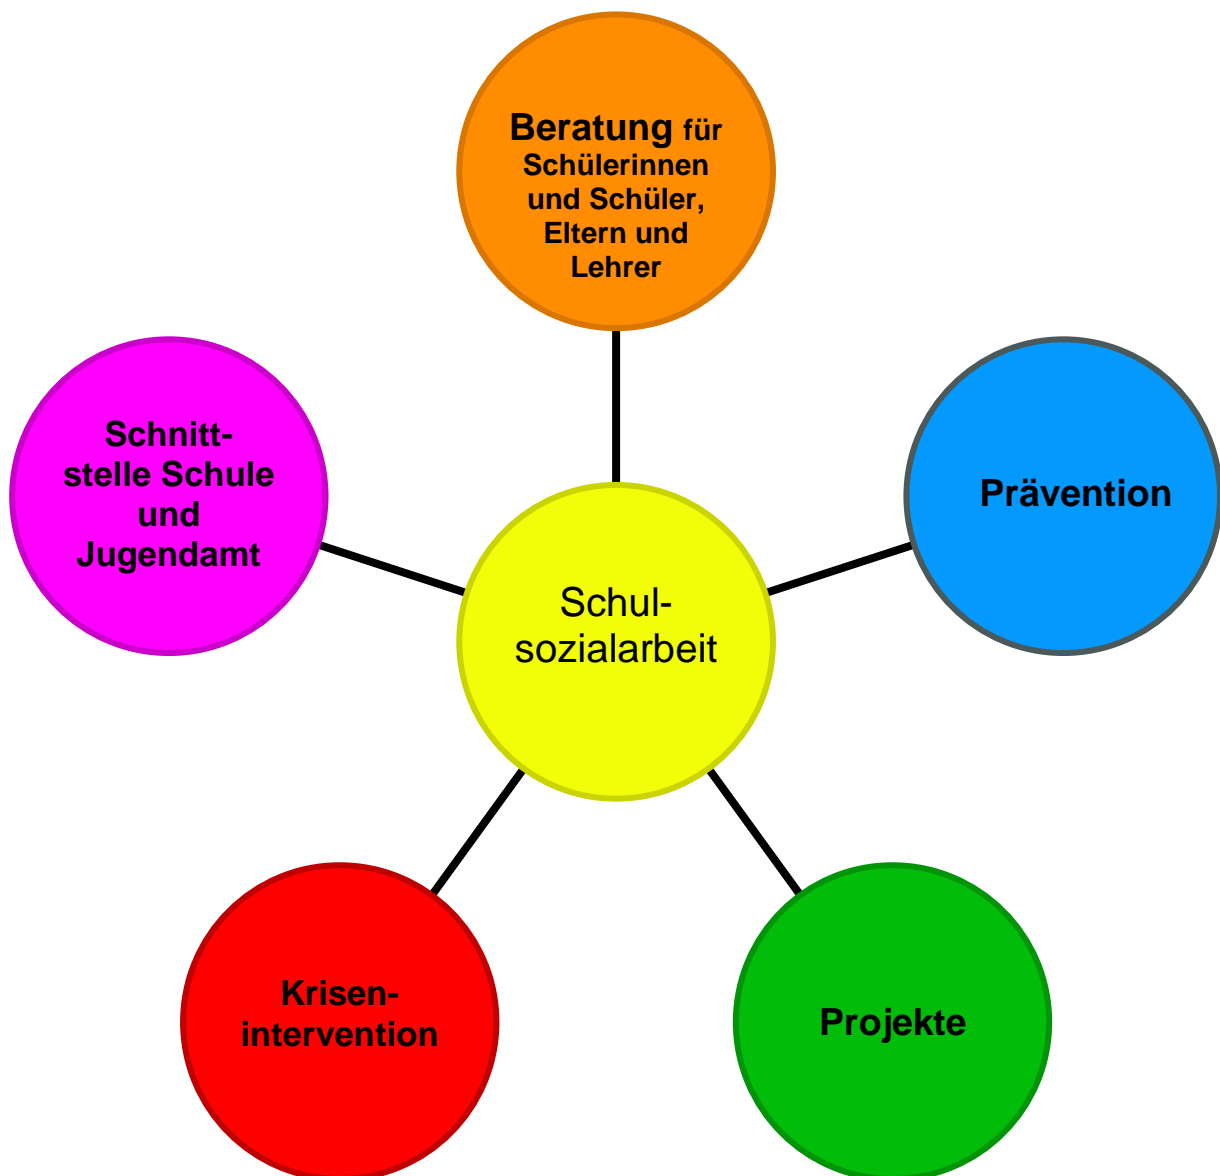 Beratung für
Schülerinnen
und Schüler,
Eltern und
Lehrer
Schnitt-
stelle Schule
und
Jugendamt
Prävention
Schul-
sozialarbeit
Krisen-
intervention
Projekte